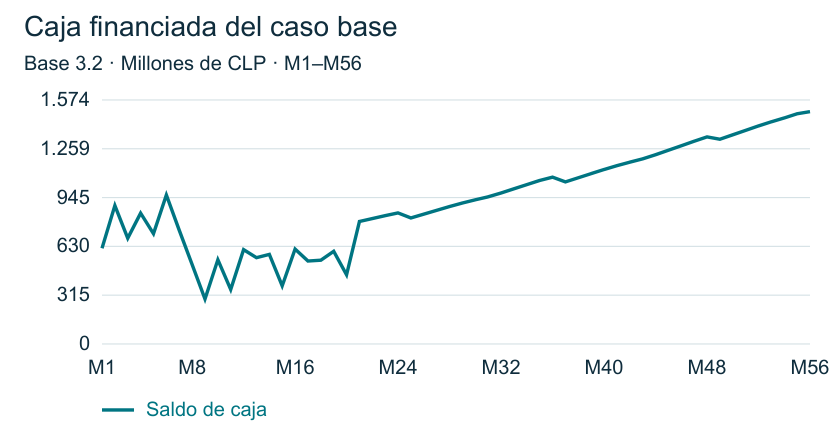 Caja financiada del caso base
Base 3.2 · Millones de CLP · M1–M56
1.574
1.259
945
630
315
0
M1 M8 M16 M24 M32 M40 M48 M56
Saldo de caja